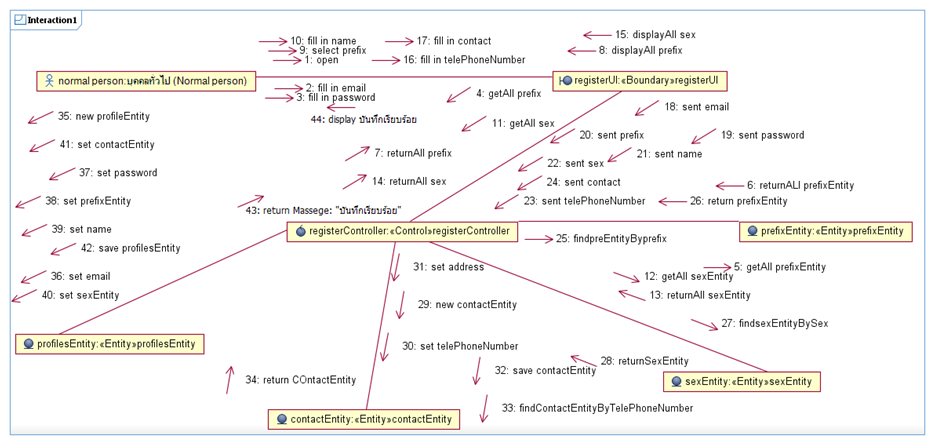 Interaction1
15: displayAll sex
10: fill in name
17: fill in contact
9: select prefix
8: displayAll prefix
1: open
16: fill in telePhoneNumber
normal person:บุคคลทั่วไป (Normal person)
registerUI:«Boundary»registerUI
2: fill in email
3: fill in password
4: getAll prefix
18: sent email
35: new profileEntity
44: display บันทึกเรียบร้อย
11: getAll sex
20: sent prefix
19: sent password
41: set contactEntity
7: returnAll prefix
21: sent name
22: sent sex
37: set password
14: returnAll sex
24: sent contact
6: returnALl prefixEntity
38: set prefixEntity
43: return Massege: "บันทึกเรียบร้อย"
23: sent telePhoneNumber
26: return prefixEntity
39: set name
registerController:«Control»registerController
prefixEntity:«Entity»prefixEntity
25: findpreEntityByprefix
42: save profilesEntity
31: set address
5: getAll prefixEntity
36: set email
12: getAll sexEntity
40: set sexEntity
13: returnAll sexEntity
29: new contactEntity
27: findsexEntityBySex
profilesEntity:«Entity»profilesEntity
30: set telePhoneNumber
28: returnSexEntity
32: save contactEntity
34: return COntactEntity
sexEntity:«Entity»sexEntity
33: findContactEntityByTelePhoneNumber
contactEntity:«Entity»contactEntity